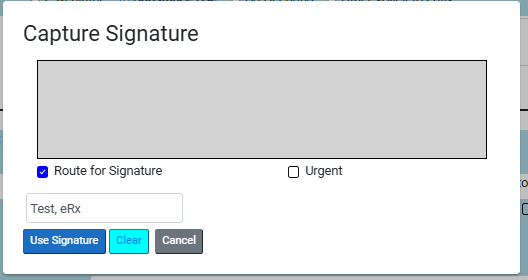 Capture Signature
Route for Signature
Urgent
Test, eRx
Use Signature
Clear
Cancel